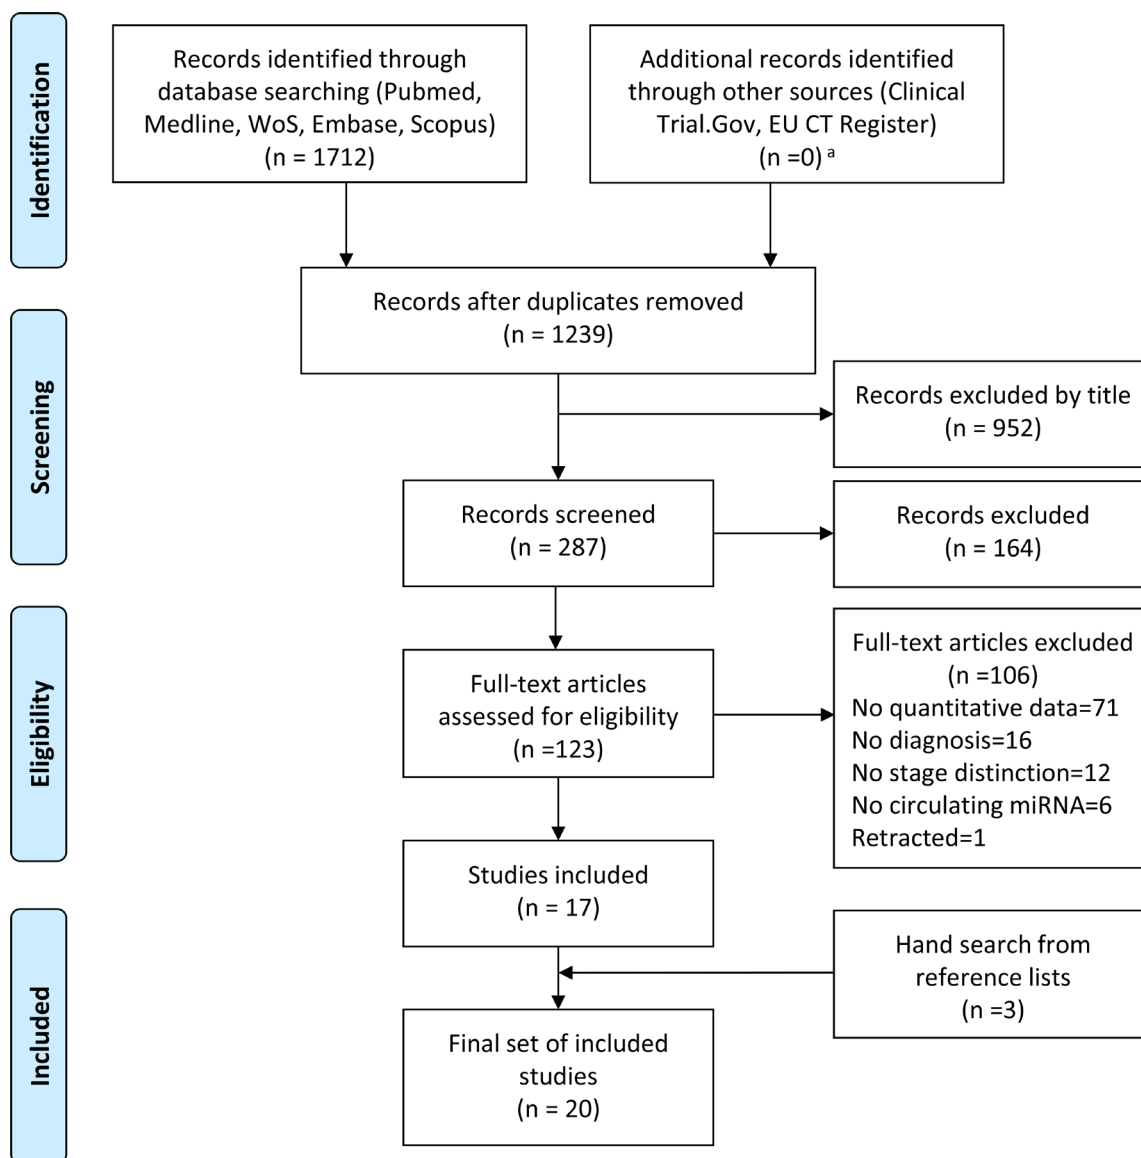 Identification
Records identified through
database searching (Pubmed,
Medline, WoS, Embase, Scopus)
(n = 1712)
Additional records identified
through other sources (Clinical
Trial.Gov, EU CT Register)
(n =0) a
Records after duplicates removed
(n = 1239)
Screening
Records excluded by title
(n = 952)
Records screened
(n = 287)
Records excluded
(n = 164)
Eligibility
Full-text articles
assessed for eligibility
(n =123)
Full-text articles excluded
(n =106)
No quantitative data=71
No diagnosis=16
No stage distinction=12
No circulating miRNA=6
Retracted=1
Studies included
(n = 17)
Included
Hand search from
reference lists
(n =3)
Final set of included
studies
(n = 20)